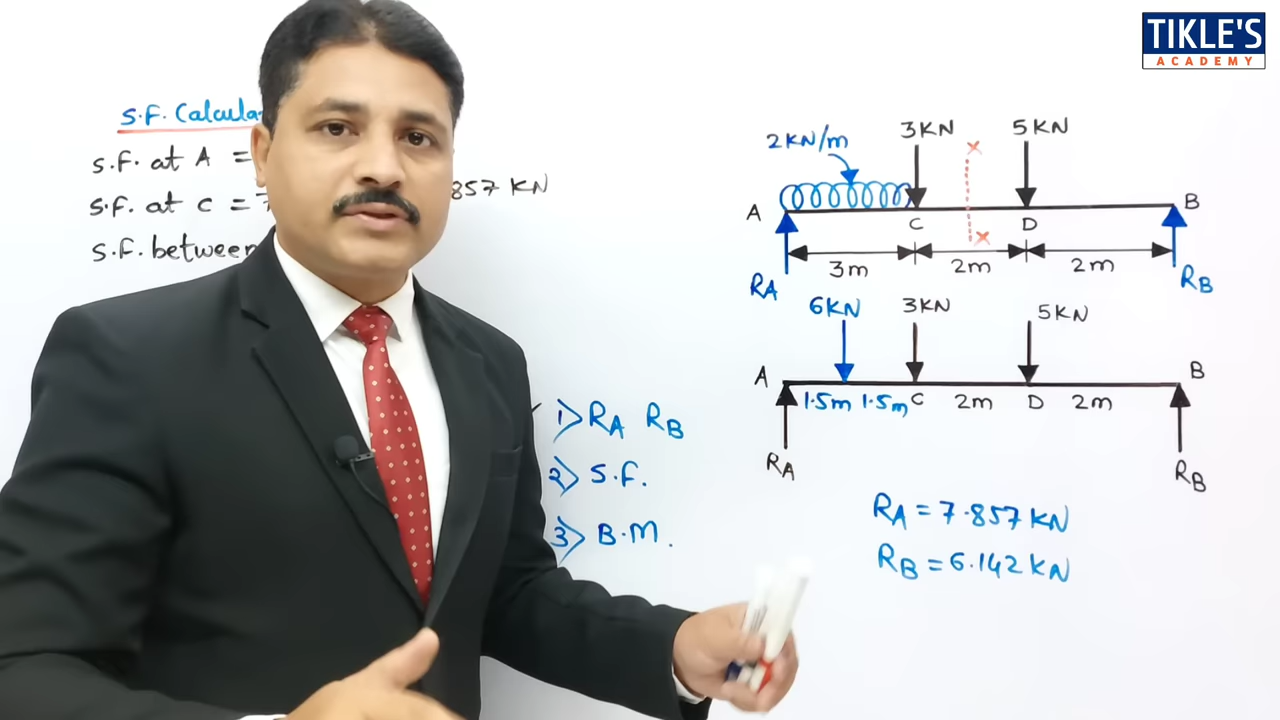 TIKLE'S
ACADEMY
S.F. Calcula
S.F. at A =
S.F. at C = 7 857 KN
S.F. between
1> RA RB
2> S.F.
3> B.M.
2KN/m 3KN 5KN
x
A C D B
x
3m 2m 2m
RA RB
6KN 3KN 5KN
A B
1.5m 1.5m C 2m D 2m
RA RB
RA = 7.857 KN
RB = 6.142 KN